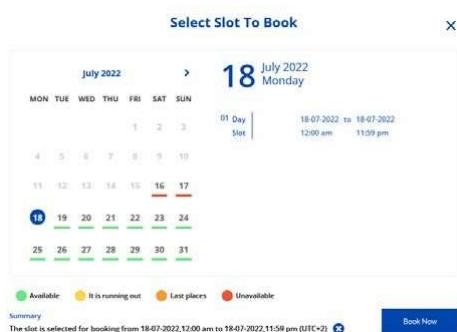 Select Slot To Book
July 2022 >
MON TUE WED THU FRI SAT SUN
1 2 3
4 5 6 7 8 9 10
11 12 13 14 15 16 17
18 19 20 21 22 23 24
25 26 27 28 29 30 31
18 July 2022
Monday
01 Day 18-07-2022 to 18-07-2022
Slot 12:00 am 11:59 pm
Available It is running out Last places Unavailable
Summary
The slot is selected for booking from 18-07-2022,12:00 am to 18-07-2022,11:59 pm (UTC+2)
Book Now